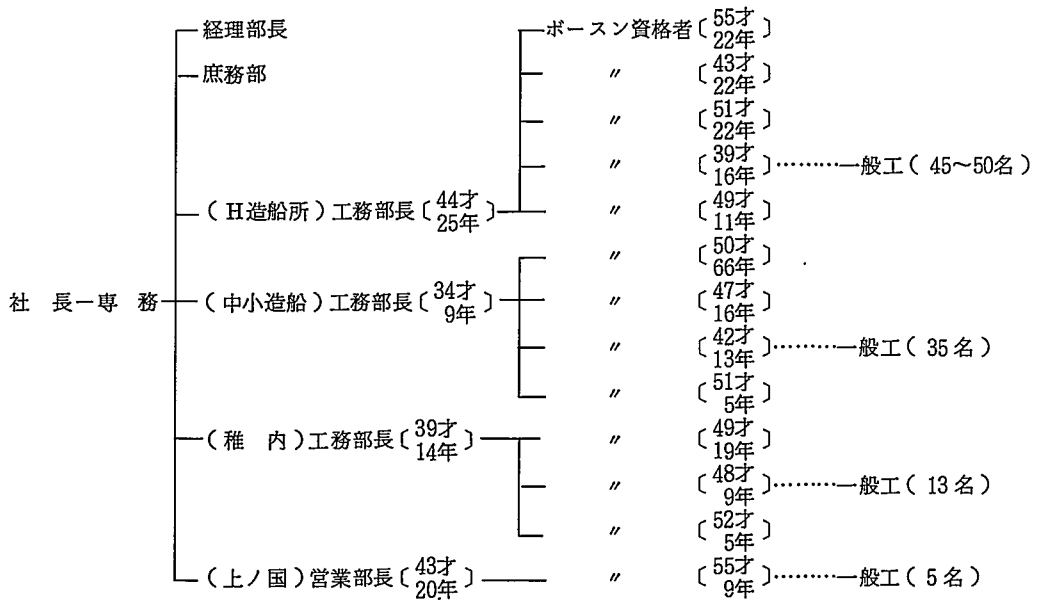 経理部長
庶務部
社長―専務
(H造船所)工務部長〔44才 25年〕
ボースン資格者〔55才 22年〕
〃〔43才 22年〕
〃〔51才 22年〕
〃〔39才 16年〕………一般工(45～50名)
〃〔49才 11年〕
(中小造船)工務部長〔34才 9年〕
〃〔50才 66年〕
〃〔47才 16年〕
〃〔42才 13年〕………一般工(35名)
〃〔51才 5年〕
(稚内)工務部長〔39才 14年〕
〃〔49才 19年〕
〃〔48才 9年〕………一般工(13名)
〃〔52才 5年〕
(上ノ国)営業部長〔43才 20年〕
〃〔55才 9年〕………一般工(5名)